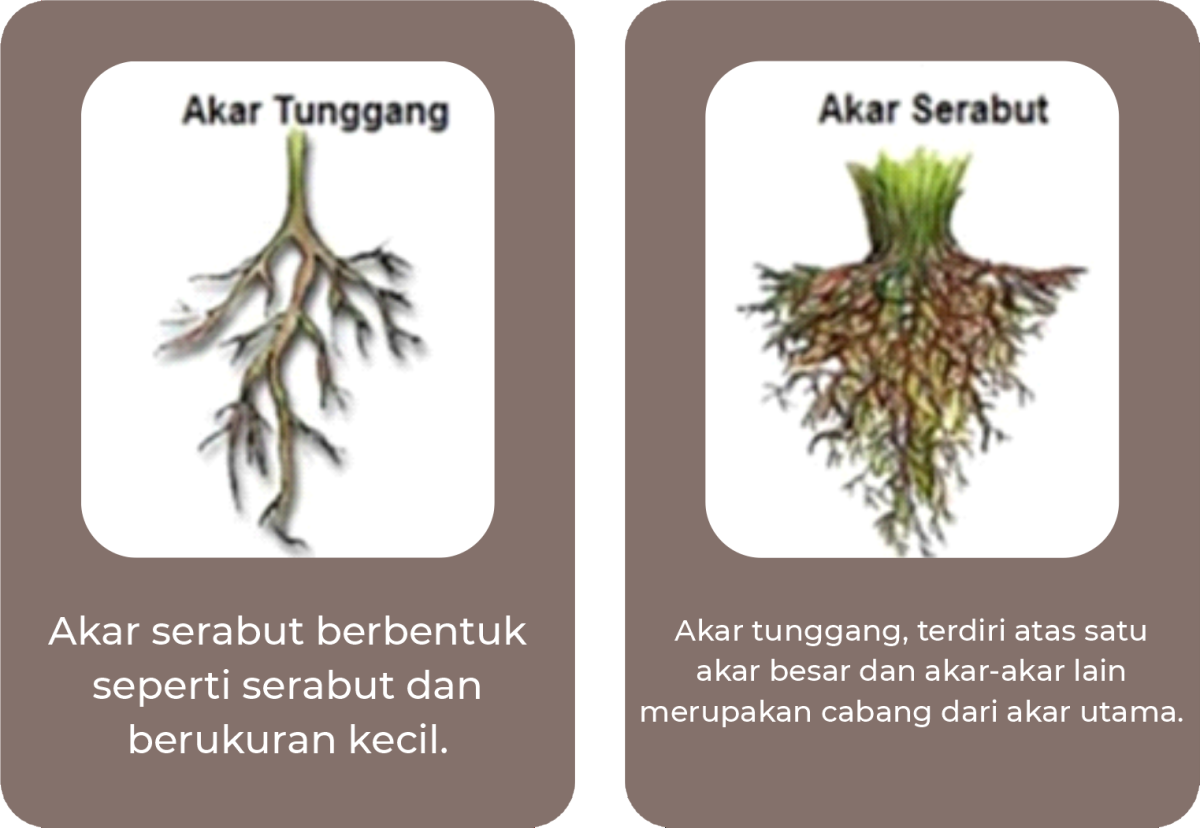 Akar Tunggang
Akar serabut berbentuk
seperti serabut dan
berukuran kecil.
Akar Serabut
Akar tunggang, terdiri atas satu
akar besar dan akar-akar lain
merupakan cabang dari akar utama.